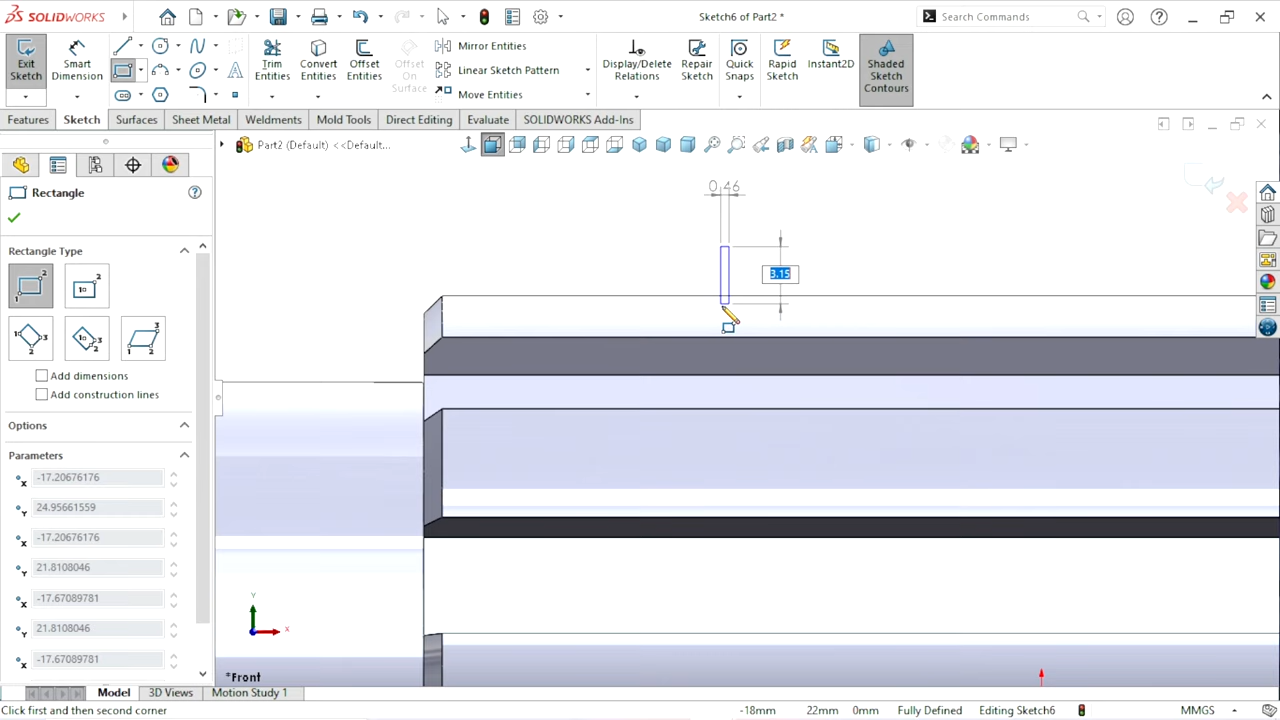 SOLIDWORKS
Sketch6 of Part2 *
Search Commands
Exit Sketch
Smart Dimension
Trim Entities
Convert Entities
Offset Entities
Offset On Surface
Mirror Entities
Linear Sketch Pattern
Move Entities
Display/Delete Relations
Repair Sketch
Quick Snaps
Rapid Sketch
Instant2D
Shaded Sketch Contours
Features
Sketch
Surfaces
Sheet Metal
Weldments
Mold Tools
Direct Editing
Evaluate
SOLIDWORKS Add-Ins
Part2 (Default) <<Default...
Rectangle
Rectangle Type
Add dimensions
Add construction lines
Options
Parameters
-17.20676176
24.95661559
-17.20676176
21.8108046
-17.67089781
21.8108046
-17.67089781
0.46
3.15
Y
X
*Front
Model
3D Views
Motion Study 1
Click first and then second corner
-18mm
22mm
0mm
Fully Defined
Editing Sketch6
MMGS